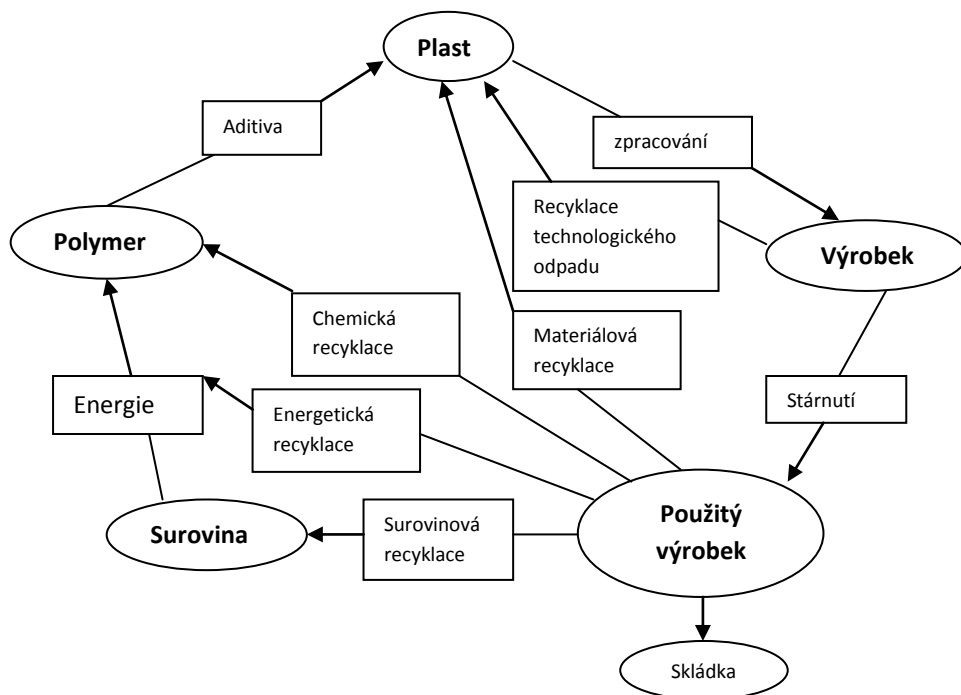 Plast
Aditiva
zpracování
Polymer
Recyklace
technologického
odpadu
Výrobek
Chemická
recyklace
Materiálová
recyklace
Energie
Energetická
recyklace
Stárnutí
Surovina
Surovinová
recyklace
Použitý
výrobek
Skládka